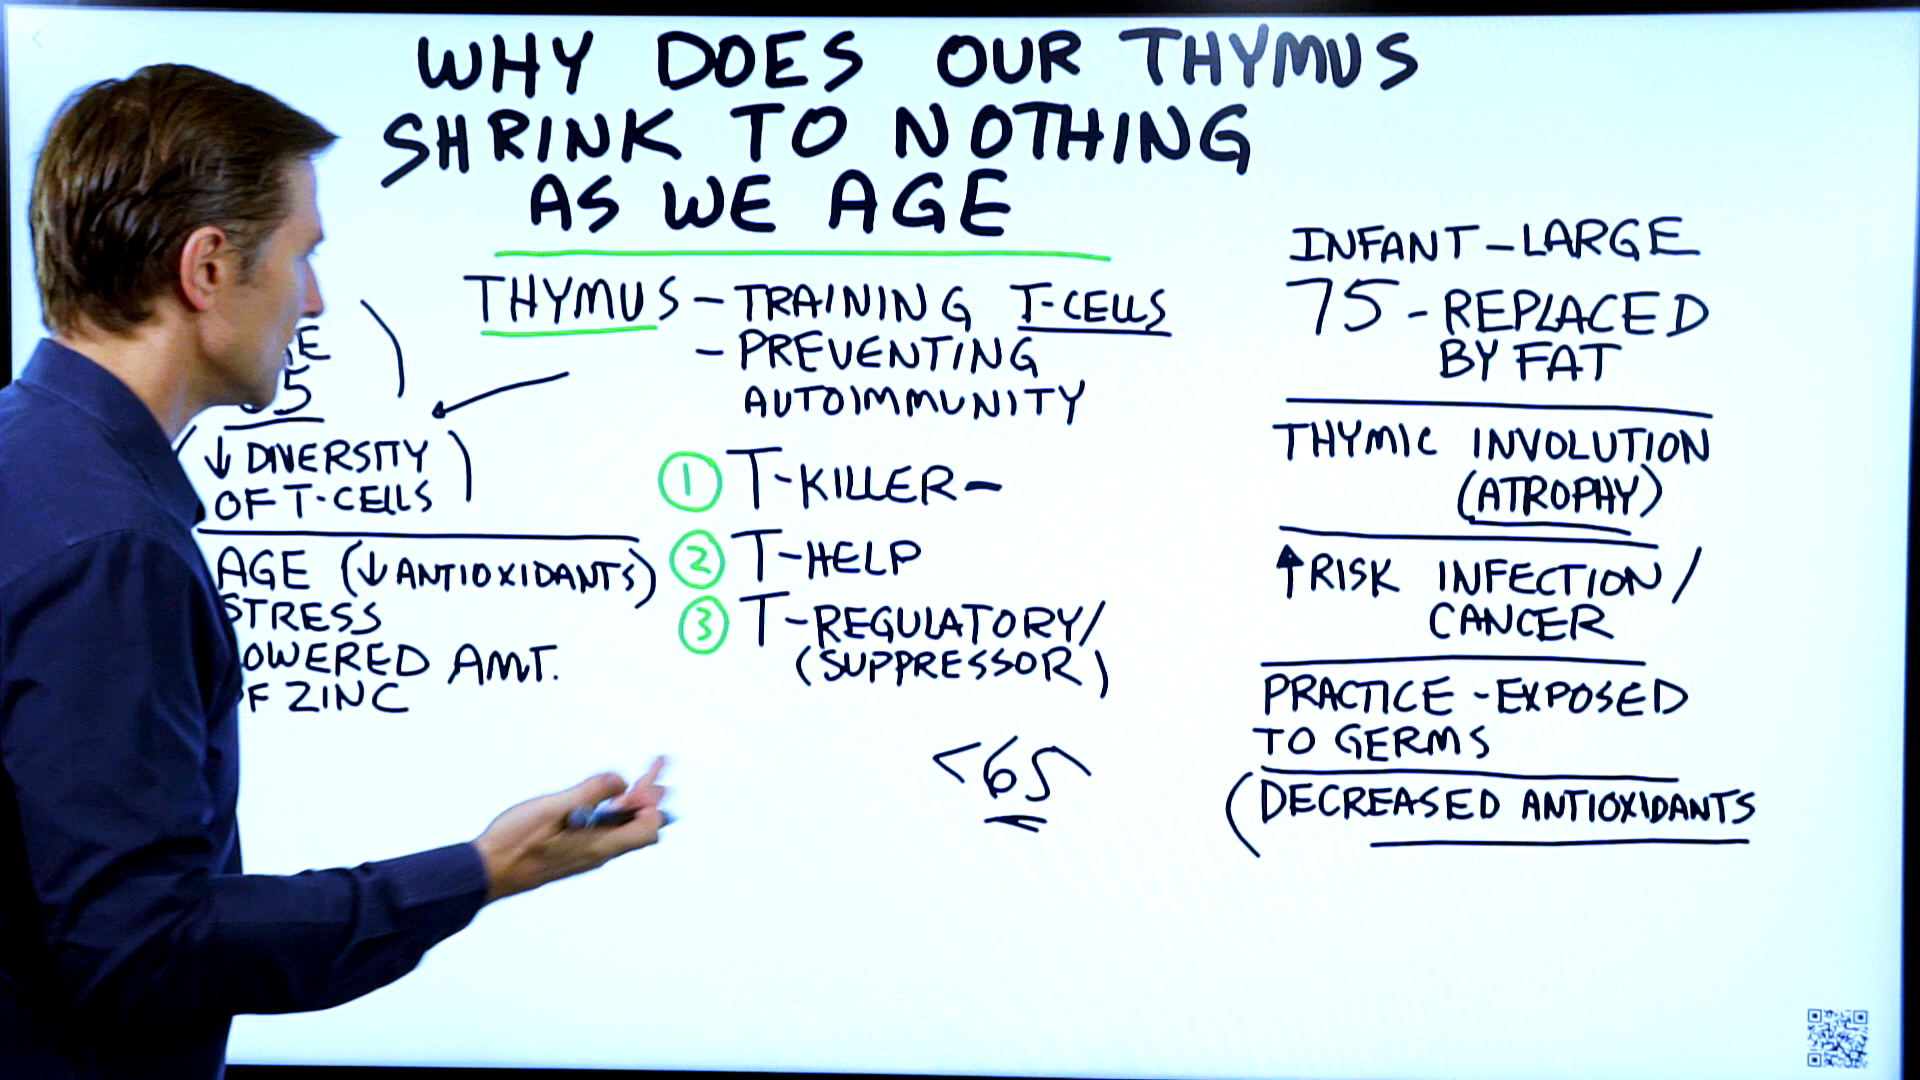 WHY DOES OUR THYMUS
SHRINK TO NOTHING
AS WE AGE
THYMUS - TRAINING T-CELLS
- PREVENTING
AUTOIMMUNITY
1 T-KILLER-
2 T-HELP
3 T-REGULATORY/
(SUPPRESSOR)
<65
↓ DIVERSITY
OF T-CELLS
AGE (↓ ANTIOXIDANTS)
STRESS
AMT.
ZINC
INFANT - LARGE
75 - REPLACED
BY FAT
THYMIC INVOLUTION
(ATROPHY)
↑ RISK INFECTION/
CANCER
PRACTICE - EXPOSED
TO GERMS
(DECREASED ANTIOXIDANTS